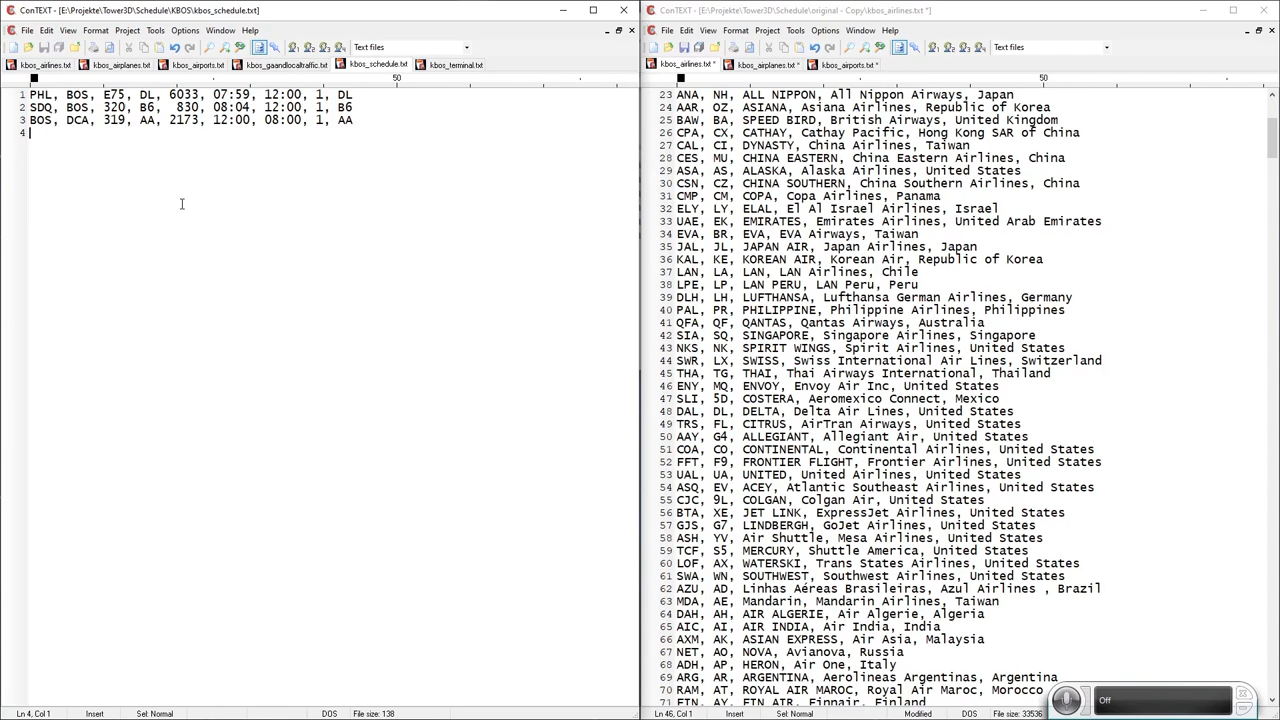 ConTEXT - [E:\Projekte\Tower3D\Schedule\KBOS\kbos_schedule.txt]
File Edit View Format Project Tools Options Window Help
Text files
kbos_airlines.txt kbos_airplanes.txt kbos_airports.txt kbos_gaandlocaltraffic.txt kbos_schedule.txt kbos_terminal.txt
50
1 PHL, BOS, E75, DL, 6033, 07:59, 12:00, 1, DL
2 SDQ, BOS, 320, B6, 830, 08:04, 12:00, 1, B6
3 BOS, DCA, 319, AA, 2173, 12:00, 08:00, 1, AA
4
Ln 4, Col 1 Insert Sel: Normal DOS File size: 138
ConTEXT - [E:\Projekte\Tower3D\Schedule\original - Copy\kbos_airlines.txt *]
File Edit View Format Project Tools Options Window Help
Text files
kbos_airlines.txt * kbos_airplanes.txt * kbos_airports.txt *
50
23 ANA, NH, ALL NIPPON, All Nippon Airways, Japan
24 AAR, OZ, ASIANA, Asiana Airlines, Republic of Korea
25 BAW, BA, SPEED BIRD, British Airways, United Kingdom
26 CPA, CX, CATHAY, Cathay Pacific, Hong Kong SAR of China
27 CAL, CI, DYNASTY, China Airlines, Taiwan
28 CES, MU, CHINA EASTERN, China Eastern Airlines, China
29 ASA, AS, ALASKA, Alaska Airlines, United States
30 CSN, CZ, CHINA SOUTHERN, China Southern Airlines, China
31 CMP, CM, COPA, Copa Airlines, Panama
32 ELY, LY, ELAL, El Al Israel Airlines, Israel
33 UAE, EK, EMIRATES, Emirates Airlines, United Arab Emirates
34 EVA, BR, EVA, EVA Airways, Taiwan
35 JAL, JL, JAPAN AIR, Japan Airlines, Japan
36 KAL, KE, KOREAN AIR, Korean Air, Republic of Korea
37 LAN, LA, LAN, LAN Airlines, Chile
38 LPE, LP, LAN PERU, LAN Peru, Peru
39 DLH, LH, LUFTHANSA, Lufthansa German Airlines, Germany
40 PAL, PR, PHILIPPINE, Philippine Airlines, Philippines
41 QFA, QF, QANTAS, Qantas Airways, Australia
42 SIA, SQ, SINGAPORE, Singapore Airlines, Singapore
43 NKS, NK, SPIRIT WINGS, Spirit Airlines, United States
44 SWR, LX, SWISS, Swiss International Air Lines, Switzerland
45 THA, TG, THAI, Thai Airways International, Thailand
46 ENY, MQ, ENVOY, Envoy Air Inc, United States
47 SLI, 5D, COSTERA, Aeromexico Connect, Mexico
48 DAL, DL, DELTA, Delta Air Lines, United States
49 TRS, FL, CITRUS, AirTran Airways, United States
50 AAY, G4, ALLEGIANT, Allegiant Air, United States
51 COA, CO, CONTINENTAL, Continental Airlines, United States
52 FFT, F9, FRONTIER FLIGHT, Frontier Airlines, United States
53 UAL, UA, UNITED, United Airlines, United States
54 ASQ, EV, ACEY, Atlantic Southeast Airlines, United States
55 CJC, 9L, COLGAN, Colgan Air, United States
56 BTA, XE, JET LINK, ExpressJet Airlines, United States
57 GJS, G7, LINDBERGH, GoJet Airlines, United States
58 ASH, YV, Air Shuttle, Mesa Airlines, United States
59 TCF, S5, MERCURY, Shuttle America, United States
60 LOF, AX, WATERSKI, Trans States Airlines, United States
61 SWA, WN, SOUTHWEST, Southwest Airlines, United States
62 AZU, AD, Linhas Aéreas Brasileiras, Azul Airlines , Brazil
63 MDA, AE, Mandarin, Mandarin Airlines, Taiwan
64 DAH, AH, AIR ALGERIE, Air Algerie, Algeria
65 AIC, AI, AIR INDIA, Air India, India
66 AXM, AK, ASIAN EXPRESS, Air Asia, Malaysia
67 NET, AO, NOVA, Avianova, Russia
68 ADH, AP, HERON, Air One, Italy
69 ARG, AR, ARGENTINA, Aerolineas Argentinas, Argentina
70 RAM, AT, ROYAL AIR MAROC, Royal Air Maroc, Morocco
71 FIN, AY, FIN AIR, Finnair, Finland
Off
Ln 46, Col 1 Insert Sel: Normal Modified DOS File size: 33536